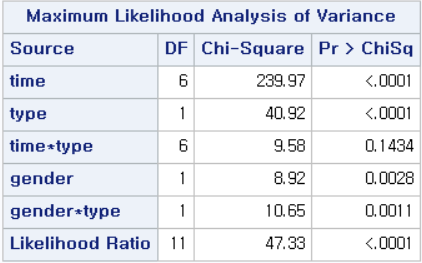 Maximum Likelihood Analysis of Variance
Source DF Chi-Square Pr > ChiSq
time 6 239.97 <.0001
type 1 40.92 <.0001
time*type 6 9.58 0.1434
gender 1 8.92 0.0028
gender*type 1 10.65 0.0011
Likelihood Ratio 11 47.33 <.0001